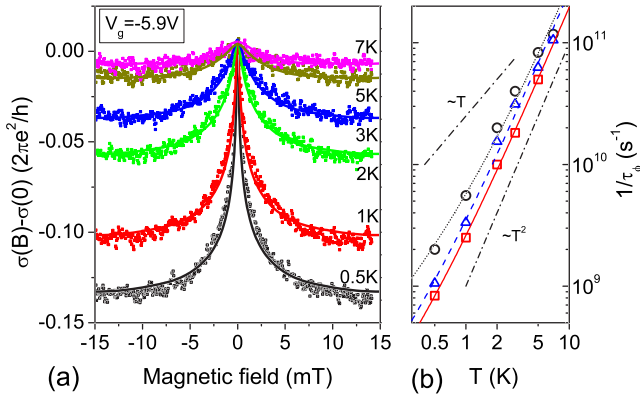 V_g=-5.9V
σ(B)-σ(0) (2πe²/h)
0.00
-0.05
-0.10
-0.15
7K
5K
3K
2K
1K
0.5K
-15 -10 -5 0 5 10 15
(a) Magnetic field (mT)
~T
~T²
10¹¹
10¹⁰
10⁹
1/τ_ϕ (s⁻¹)
0.5 1 2 5 10
(b) T (K)